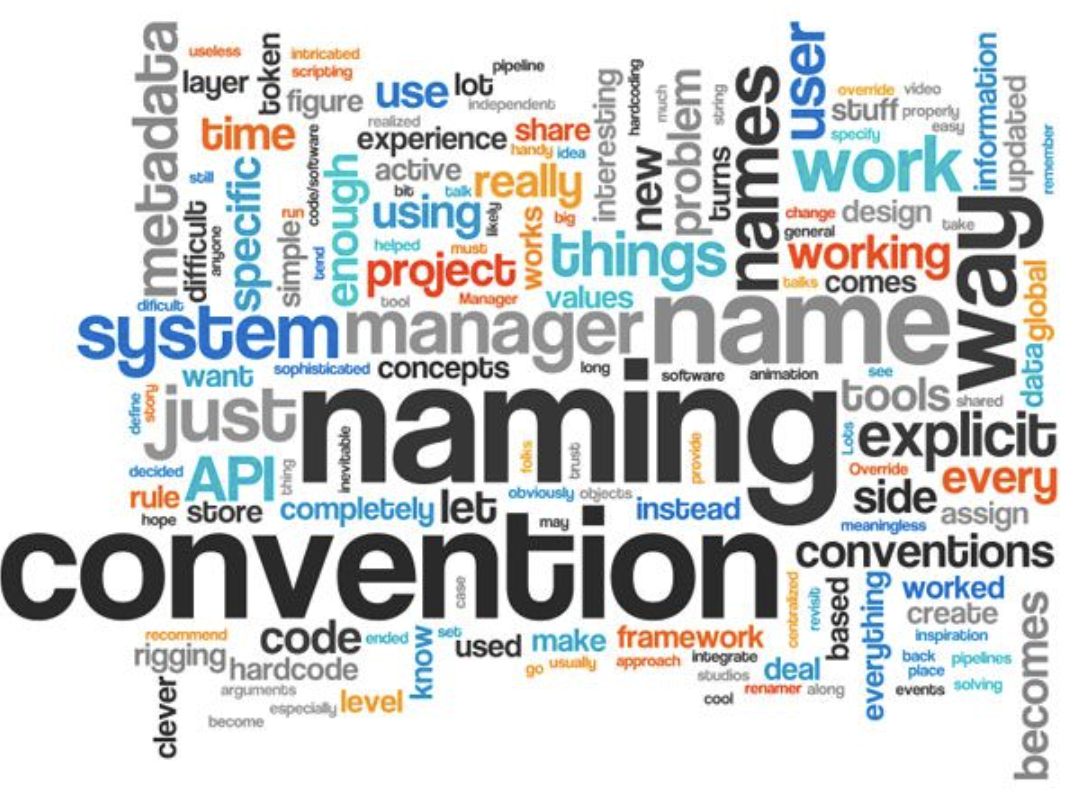 metadata
useless
layer
token
intricated
scripting
figure
use
lot
pipeline
independent
time
realized
experience
share
handy
idea
interesting
hardcoding
new
much
problem
string
turns
names
user
override
video
stuff
properly
easy
specify
work
information
updated
remember
still
difficult
anyone
specific
run
simpler
code/software
tend
enough
active
bit
talk
really
using
likely
works
big
helped
must
project
things
tool
Manager
values
change
design
take
general
working
talks
comes
way
global
data
dificult
system
manager
name
want
sophisticated
concepts
long
software
animation
see
tools
shared
define
story
just
naming
inevitable
folks
trust
provide
Lots
explicit
decided
API
thing
Override
every
rule
store
completely
let
obviously
objects
instead
side
assign
hope
may
meaningless
convention
case
conventions
centralized
revisit
based
everything
worked
create
inspiration
becomes
recommend
code
ended
know
set
used
make
framework
rigging
hardcode
go
usually
approach
integrate
studios
deal
back
place
pipelines
clever
arguments
especially
level
become
cool
renamer
along
events
solving